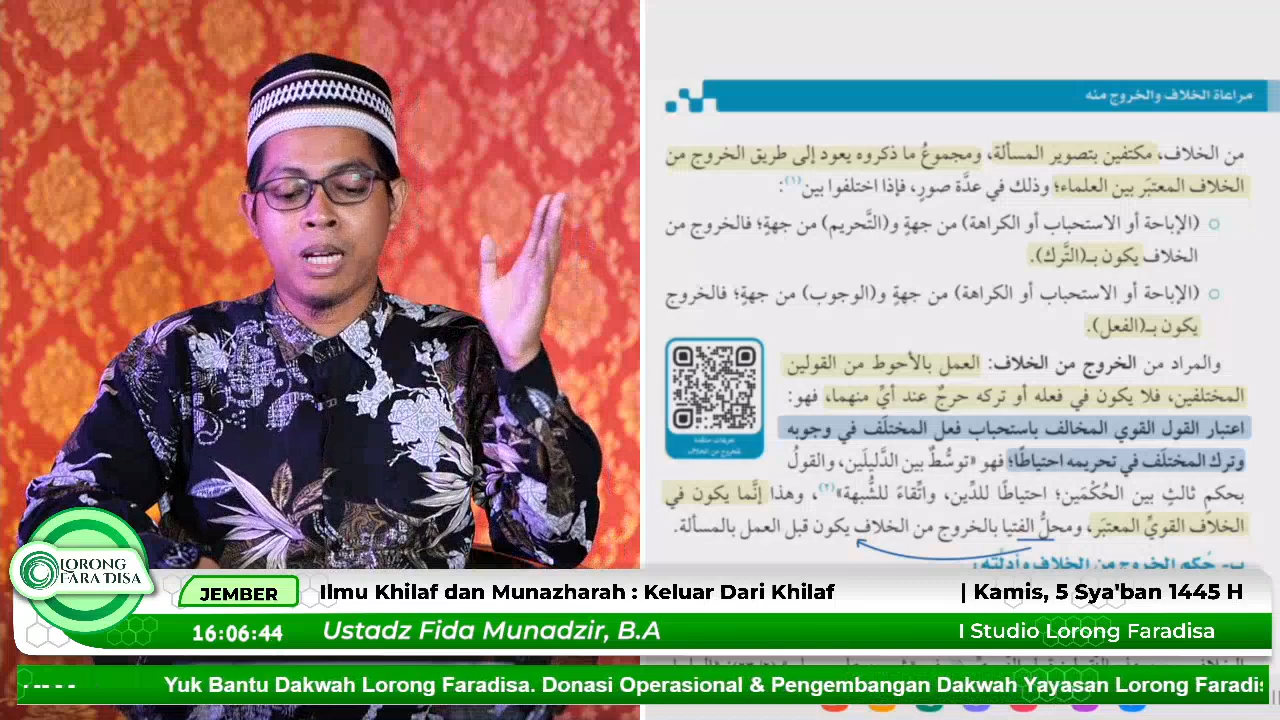 مراعاة الخلاف والخروج منه
من الخلاف، مكتفين بتصوير المسألة، ومجموعُ ما ذكروه يعود إلى طريق الخروج من
الخلاف المعتبَر بين العلماء؛ وذلك في عدَّة صورٍ، فإذا اختلفوا بين(١):
(الإباحة أو الاستحباب أو الكراهة) من جهةٍ و(التَّحريم) من جهةٍ؛ فالخروج من
الخلاف يكون بـ(التَّرك).
(الإباحة أو الاستحباب أو الكراهة) من جهةٍ و(الوجوب) من جهةٍ؛ فالخروج
يكون بـ(الفعل).
والمراد من الخروج من الخلاف: العمل بالأحوط من القولين
المختلفين، فلا يكون في فعله أو تركه حرجٌ عند أيٍّ منهما، فهو:
اعتبار القول القوي المخالف باستحباب فعل المختلَف في وجوبه
وترك المختلَف في تحريمه احتياطًا؛ فهو «توسُّطٌ بين الدَّليلَين، والقولُ
بحكمٍ ثالثٍ بين الحُكْمَين؛ احتياطًا للدِّين، واتِّقاءً للشُّبهة»(٢)، وهذا إنَّما يكون في
الخلاف القويِّ المعتبَر، ومحلُّ الفتيا بالخروج من الخلاف يكون قبل العمل بالمسألة.
ب- حُكم الخروج من الخلاف وأدلَّته:
LORONG
FARADISA
JEMBER
Ilmu Khilaf dan Munazharah : Keluar Dari Khilaf
| Kamis, 5 Sya'ban 1445 H
16:06:44
Ustadz Fida Munadzir, B.A
I Studio Lorong Faradisa
Yuk Bantu Dakwah Lorong Faradisa. Donasi Operasional & Pengembangan Dakwah Yayasan Lorong Faradis